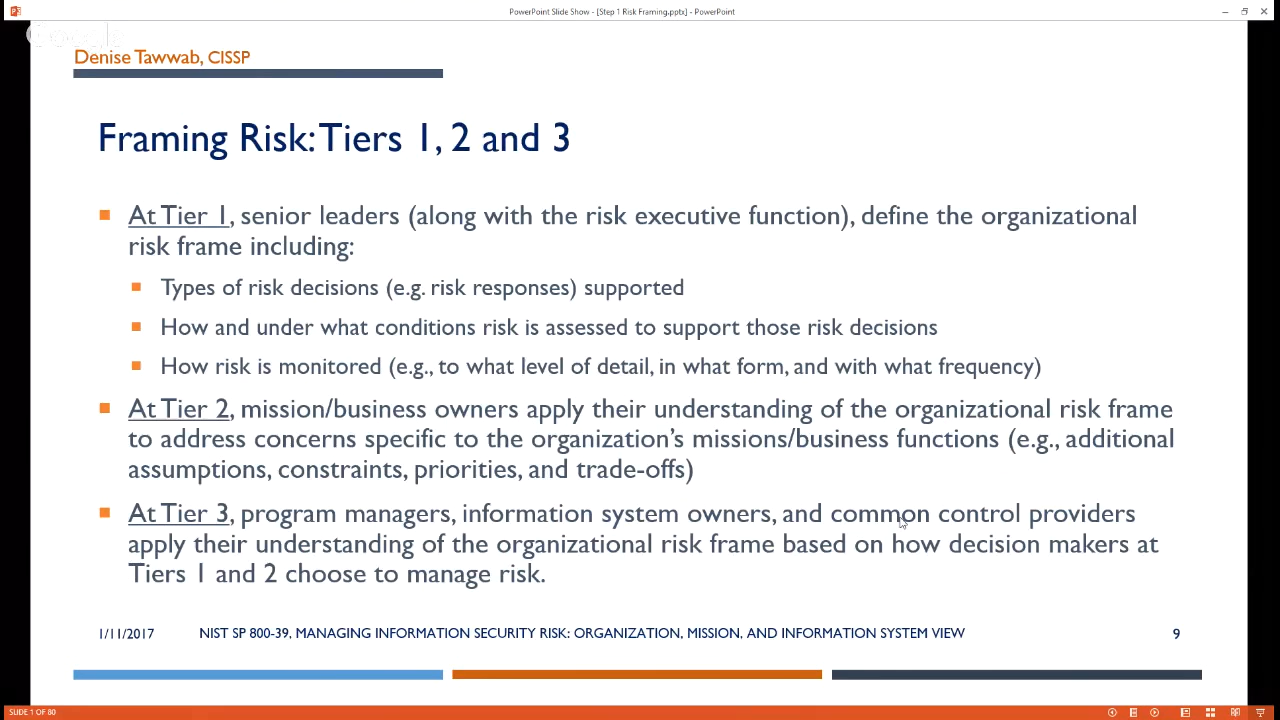 PowerPoint Slide Show - [Step 1 Risk Framing.pptx] - PowerPoint
Denise Tawwab, CISSP
Framing Risk: Tiers 1, 2 and 3
At Tier 1, senior leaders (along with the risk executive function), define the organizational
risk frame including:
Types of risk decisions (e.g. risk responses) supported
How and under what conditions risk is assessed to support those risk decisions
How risk is monitored (e.g., to what level of detail, in what form, and with what frequency)
At Tier 2, mission/business owners apply their understanding of the organizational risk frame
to address concerns specific to the organization's missions/business functions (e.g., additional
assumptions, constraints, priorities, and trade-offs)
At Tier 3, program managers, information system owners, and common control providers
apply their understanding of the organizational risk frame based on how decision makers at
Tiers 1 and 2 choose to manage risk.
1/11/2017 NIST SP 800-39, MANAGING INFORMATION SECURITY RISK: ORGANIZATION, MISSION, AND INFORMATION SYSTEM VIEW 9
SLIDE 1 OF 80